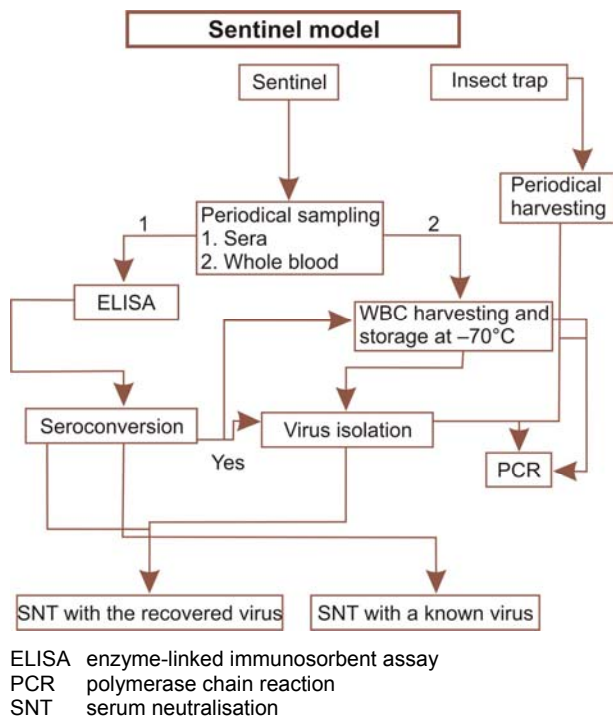 Sentinel model
Sentinel
Insect trap
Periodical
harvesting
Periodical sampling
1. Sera
2. Whole blood
1
2
ELISA
WBC harvesting and
storage at –70°C
Seroconversion
Yes
Virus isolation
PCR
SNT with the recovered virus
SNT with a known virus
ELISA enzyme-linked immunosorbent assay
PCR polymerase chain reaction
SNT serum neutralisation